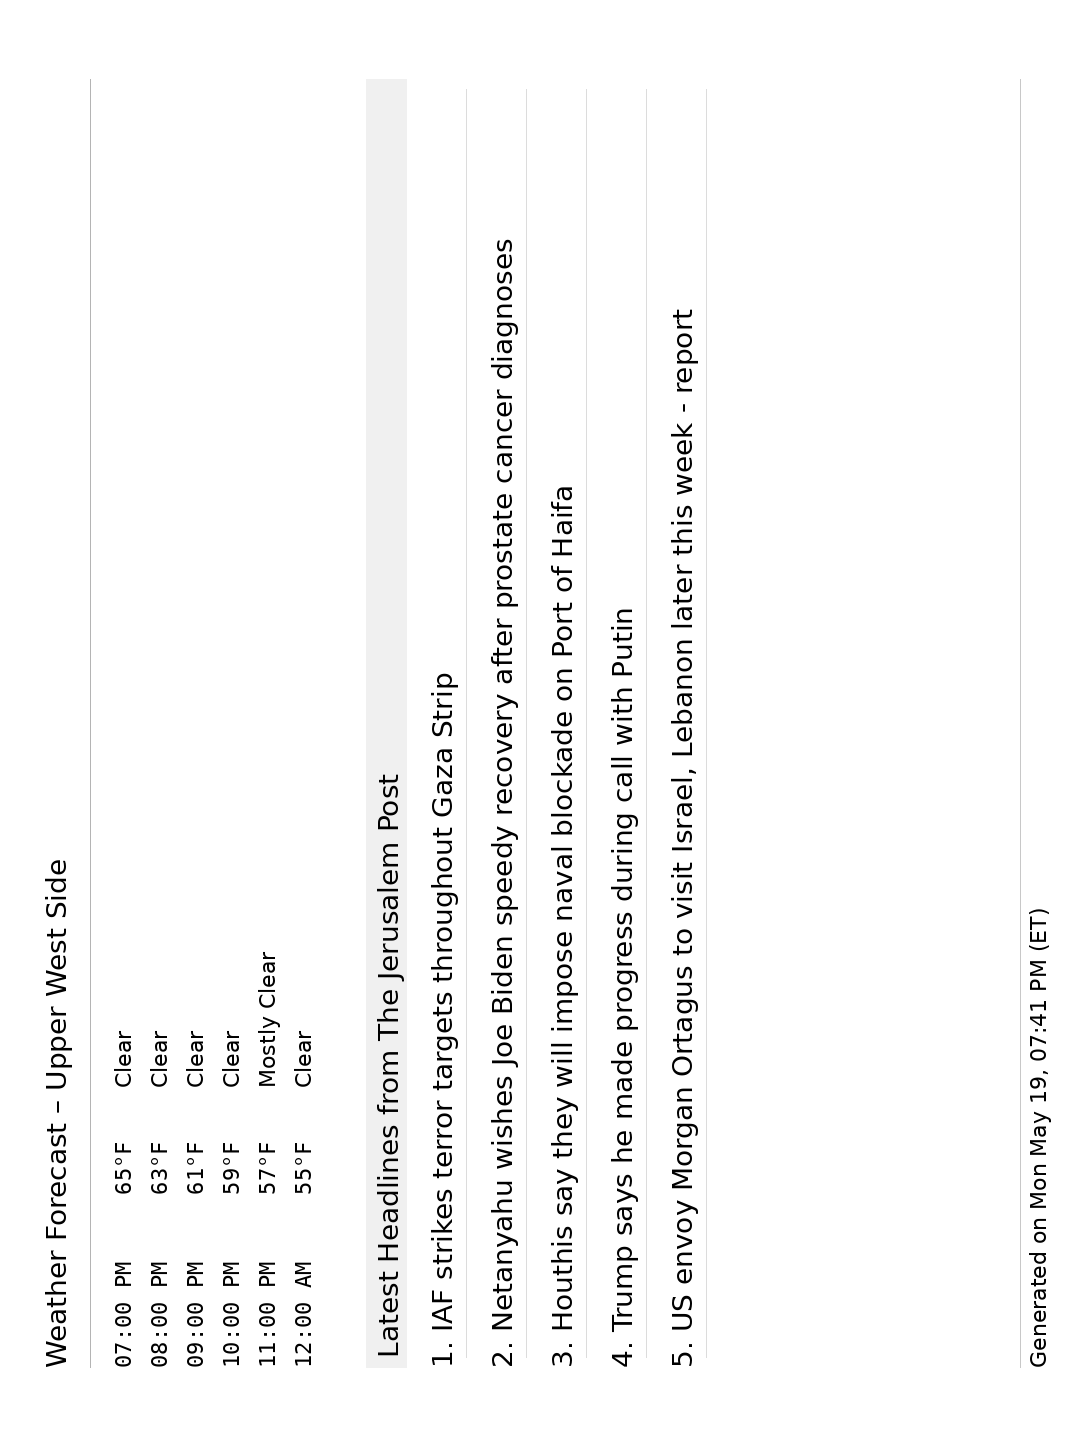 Weather Forecast – Upper West Side
07:00 PM 65°F Clear
08:00 PM 63°F Clear
09:00 PM 61°F Clear
10:00 PM 59°F Clear
11:00 PM 57°F Mostly Clear
12:00 AM 55°F Clear
Latest Headlines from The Jerusalem Post
1. IAF strikes terror targets throughout Gaza Strip
2. Netanyahu wishes Joe Biden speedy recovery after prostate cancer diagnoses
3. Houthis say they will impose naval blockade on Port of Haifa
4. Trump says he made progress during call with Putin
5. US envoy Morgan Ortagus to visit Israel, Lebanon later this week - report
Generated on Mon May 19, 07:41 PM (ET)